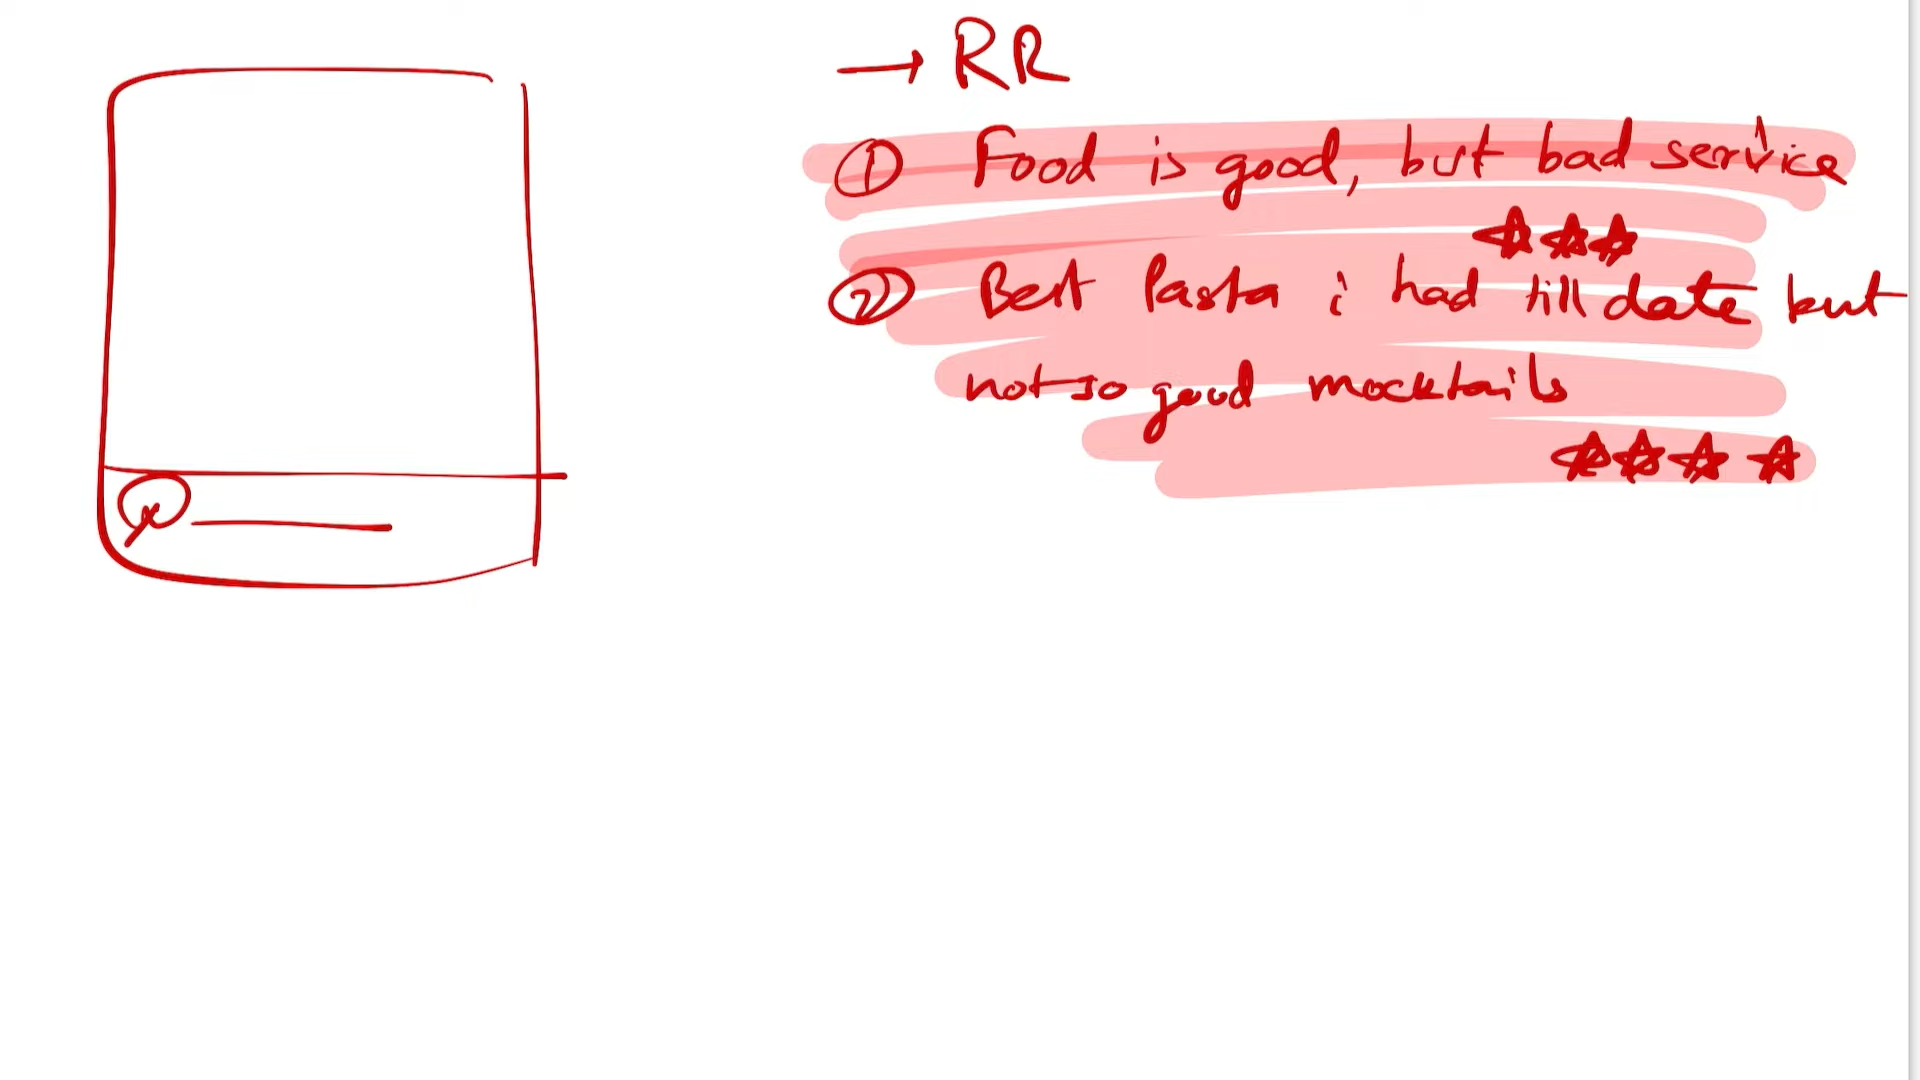 → RR
① Food is good, but bad service
★★★
② Best Pasta i had till date but
not so good mocktails
★★★★